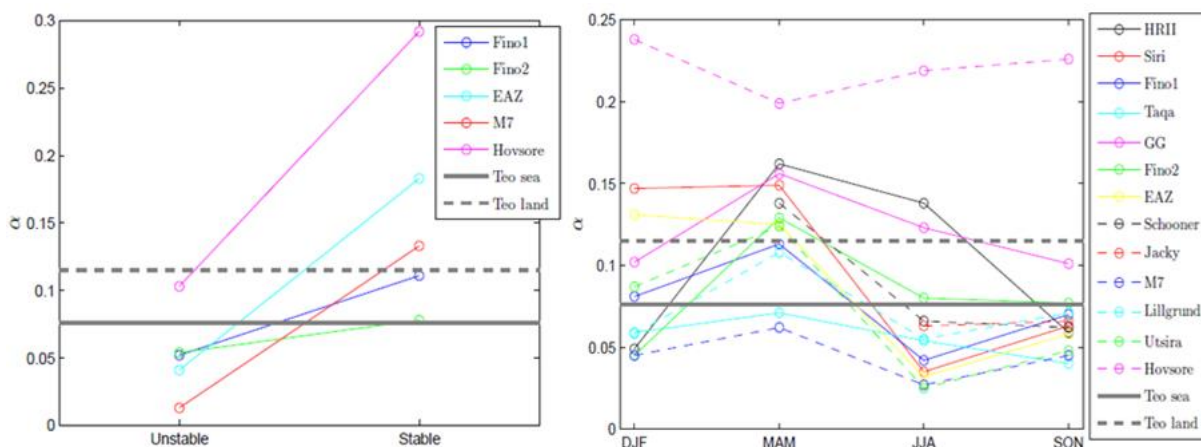 0.3
0.25
0.2
0.15
0.1
0.05
0
α
Unstable
Stable
Fino1
Fino2
EAZ
M7
Hovsore
Teo sea
Teo land
0.25
0.2
0.15
0.1
0.05
0
α
DJF
MAM
JJA
SON
HRII
Siri
Fino1
Taqa
GG
Fino2
EAZ
Schooner
Jacky
M7
Lillgrund
Utsira
Hovsore
Teo sea
Teo land